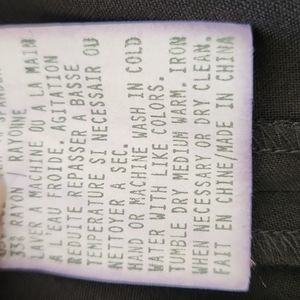 35% RAYON / RAYONNE
LAVER A MACHINE OU A LA MAIN
A L'EAU FROIDE. AGITATION
REDUITE REPASSER A BASSE
TEMPERATURE SI NECESSAIR OU
NETTOYER A SEC.
HAND OR MACHINE WASH IN COLD
WATER WITH LIKE COLORS.
TUMBLE DRY MEDIUM WARM. IRON
WHEN NECESSARY OR DRY CLEAN.
FAIT EN CHINE/MADE IN CHINA